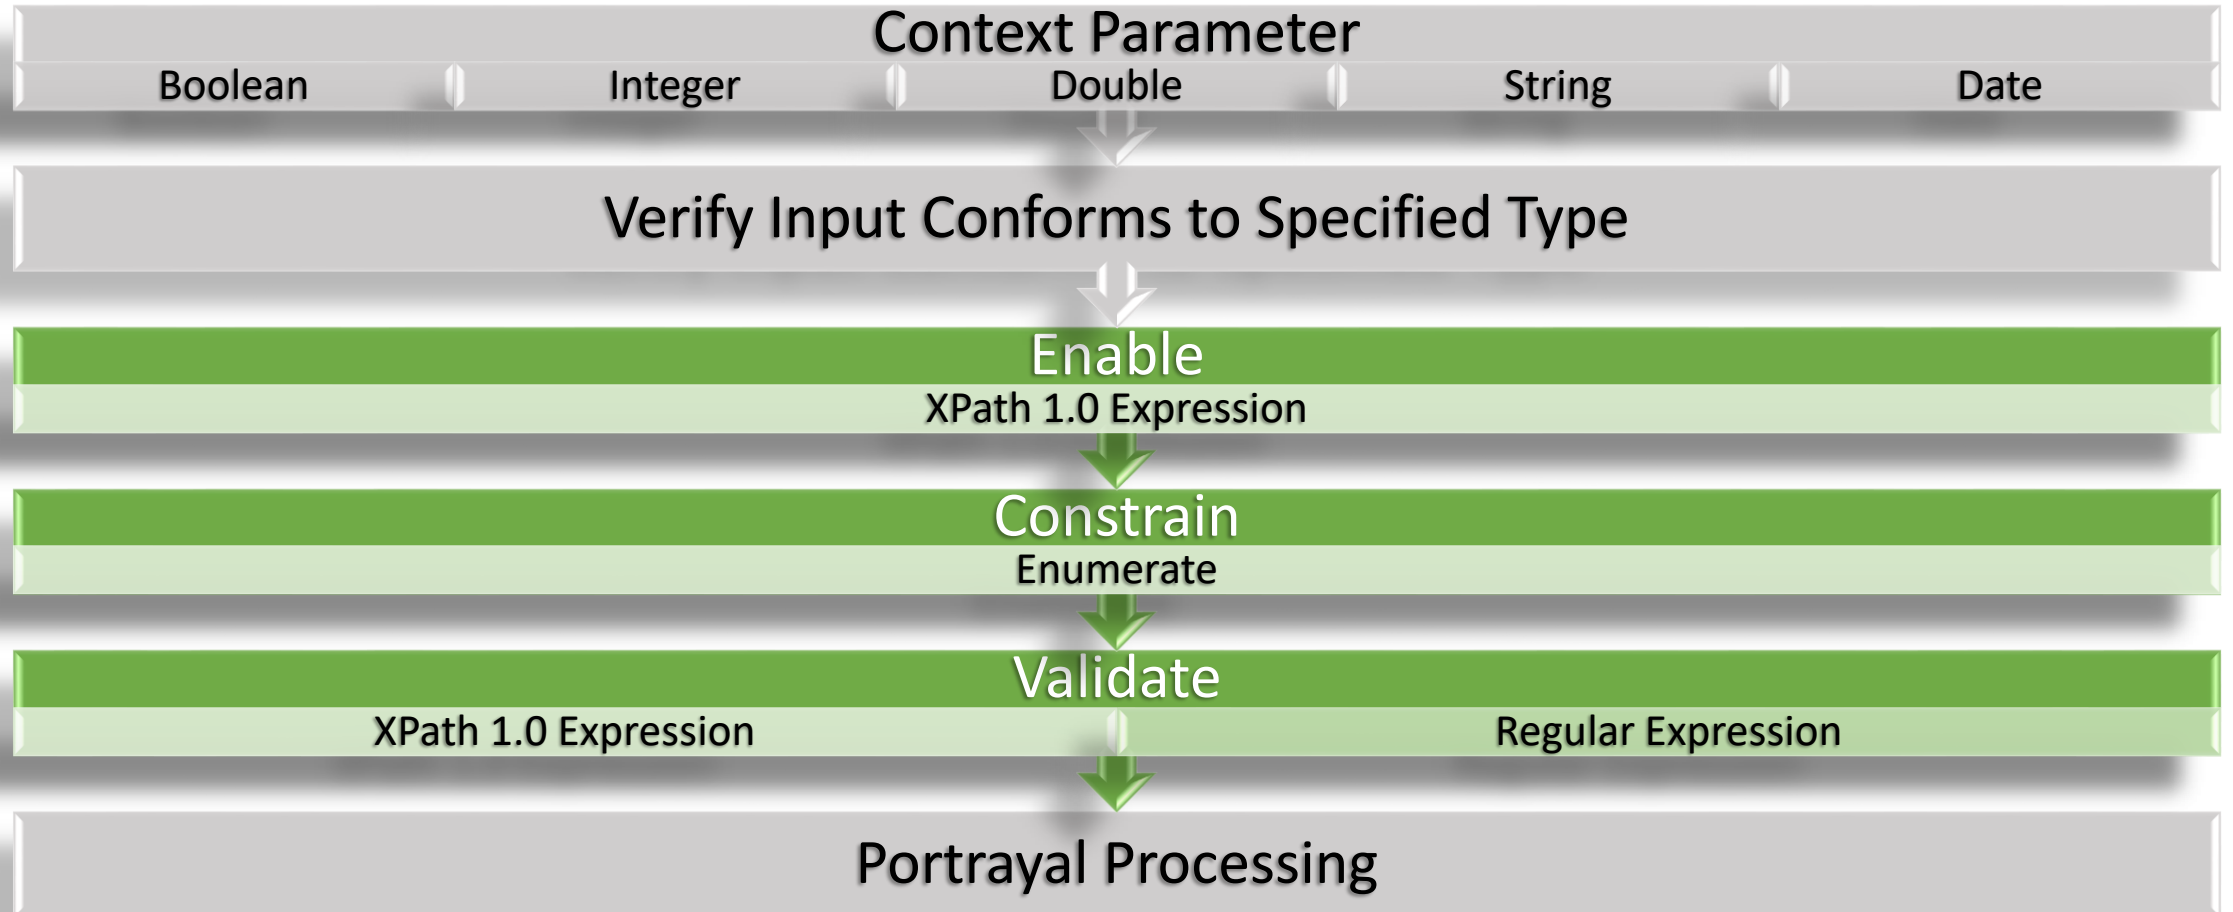 Context Parameter
Boolean Integer Double String Date
Verify Input Conforms to Specified Type
Enable
XPath 1.0 Expression
Constrain
Enumerate
Validate
XPath 1.0 Expression Regular Expression
Portrayal Processing